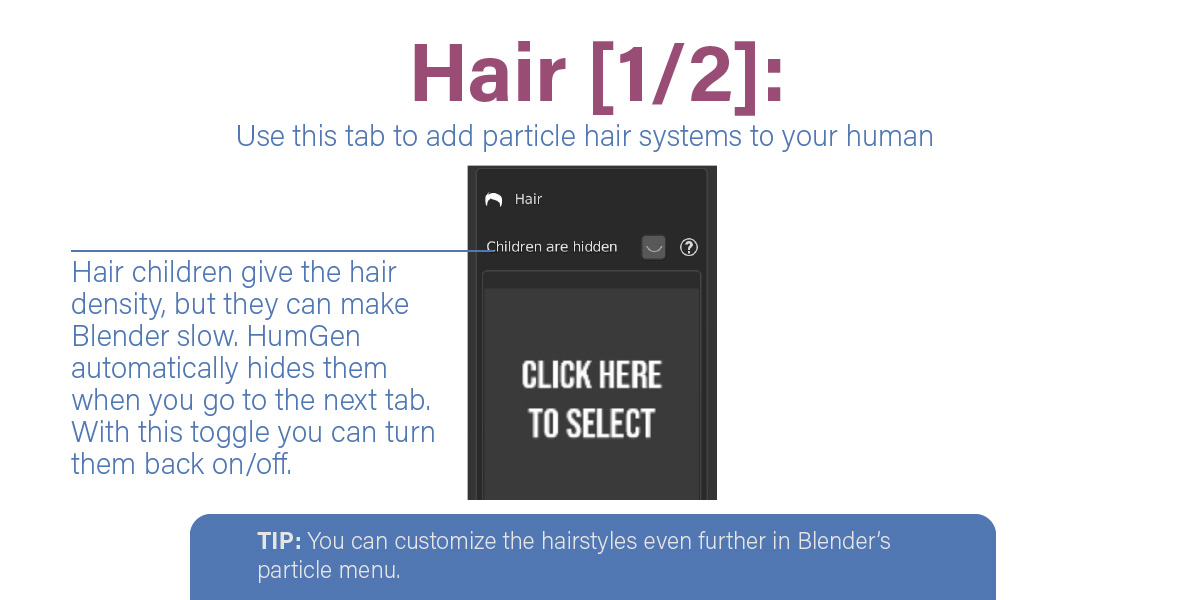 Hair [1/2]:
Use this tab to add particle hair systems to your human
Hair
Children are hidden
?
Hair children give the hair
density, but they can make
Blender slow. HumGen
automatically hides them
when you go to the next tab.
With this toggle you can turn
them back on/off.
CLICK HERE
TO SELECT
TIP: You can customize the hairstyles even further in Blender’s
particle menu.